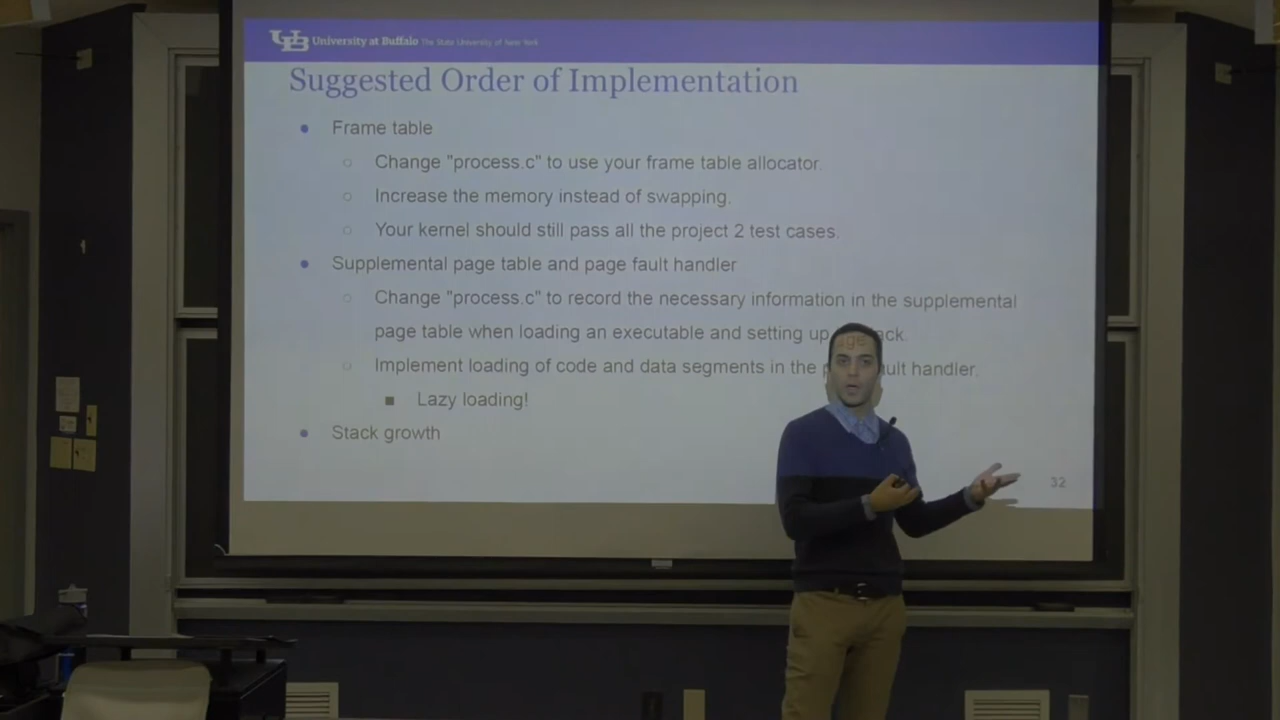 University at Buffalo The State University of New York
Suggested Order of Implementation
Frame table
Change "process.c" to use your frame table allocator.
Increase the memory instead of swapping.
Your kernel should still pass all the project 2 test cases.
Supplemental page table and page fault handler
Change "process.c" to record the necessary information in the supplemental
page table when loading an executable and setting up
Implement loading of code and data segments in the handler.
Lazy loading!
Stack growth
32